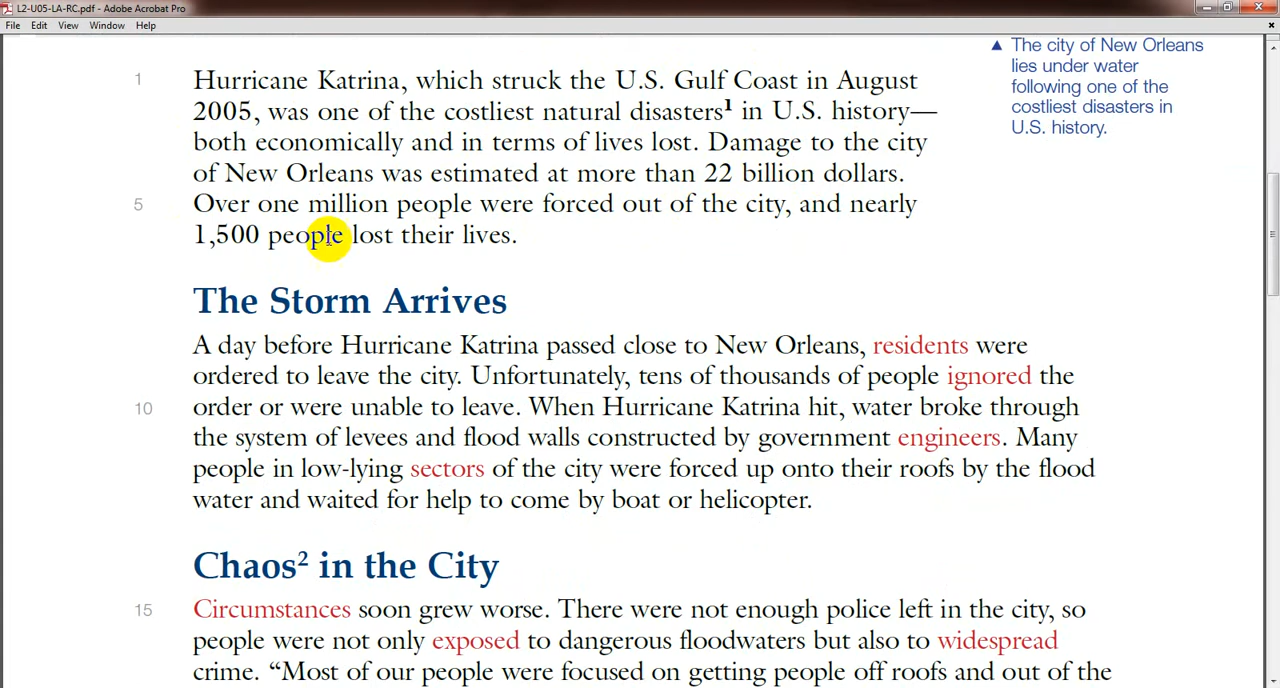 L2-U05-LA-RC.pdf - Adobe Acrobat Pro
File Edit View Window Help
▲ The city of New Orleans
lies under water
following one of the
costliest disasters in
U.S. history.
1 Hurricane Katrina, which struck the U.S. Gulf Coast in August
2005, was one of the costliest natural disasters¹ in U.S. history—
both economically and in terms of lives lost. Damage to the city
of New Orleans was estimated at more than 22 billion dollars.
5 Over one million people were forced out of the city, and nearly
1,500 people lost their lives.
The Storm Arrives
A day before Hurricane Katrina passed close to New Orleans, residents were
ordered to leave the city. Unfortunately, tens of thousands of people ignored the
10 order or were unable to leave. When Hurricane Katrina hit, water broke through
the system of levees and flood walls constructed by government engineers. Many
people in low-lying sectors of the city were forced up onto their roofs by the flood
water and waited for help to come by boat or helicopter.
Chaos² in the City
15 Circumstances soon grew worse. There were not enough police left in the city, so
people were not only exposed to dangerous floodwaters but also to widespread
crime. “Most of our people were focused on getting people off roofs and out of the